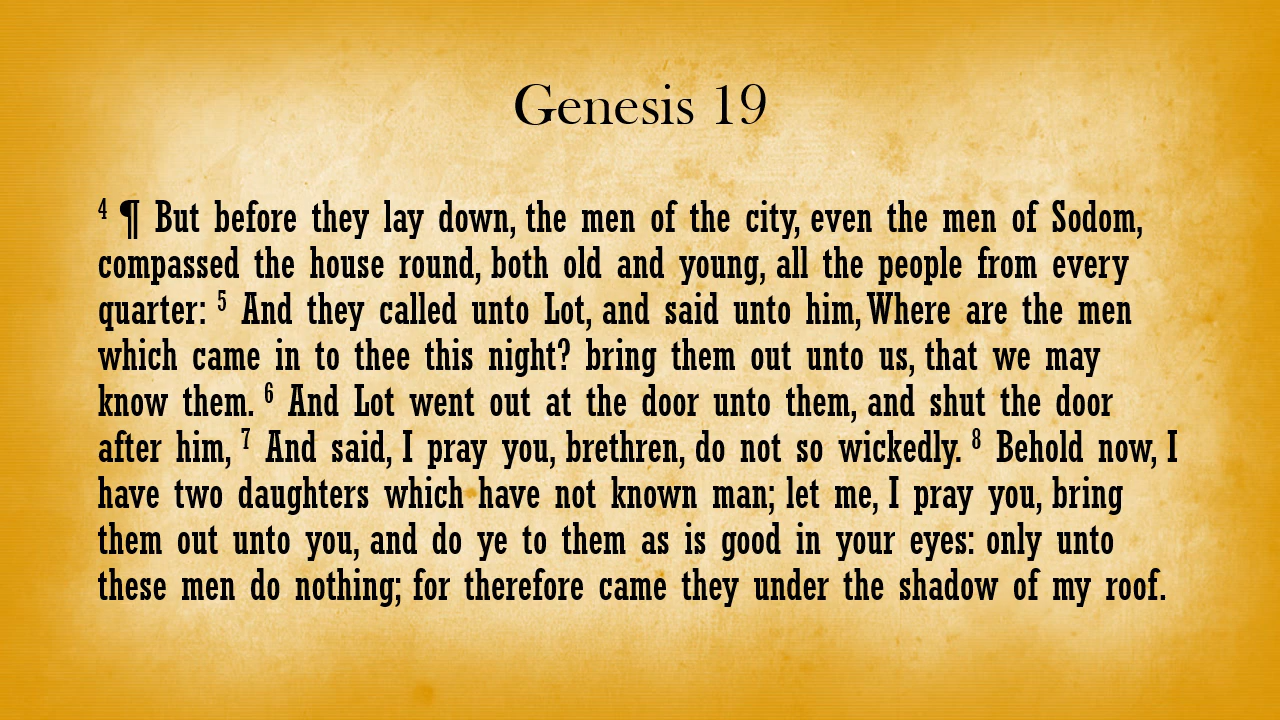 Genesis 19
4 ¶ But before they lay down, the men of the city, even the men of Sodom,
compassed the house round, both old and young, all the people from every
quarter: 5 And they called unto Lot, and said unto him, Where are the men
which came in to thee this night? bring them out unto us, that we may
know them. 6 And Lot went out at the door unto them, and shut the door
after him, 7 And said, I pray you, brethren, do not so wickedly. 8 Behold now, I
have two daughters which have not known man; let me, I pray you, bring
them out unto you, and do ye to them as is good in your eyes: only unto
these men do nothing; for therefore came they under the shadow of my roof.